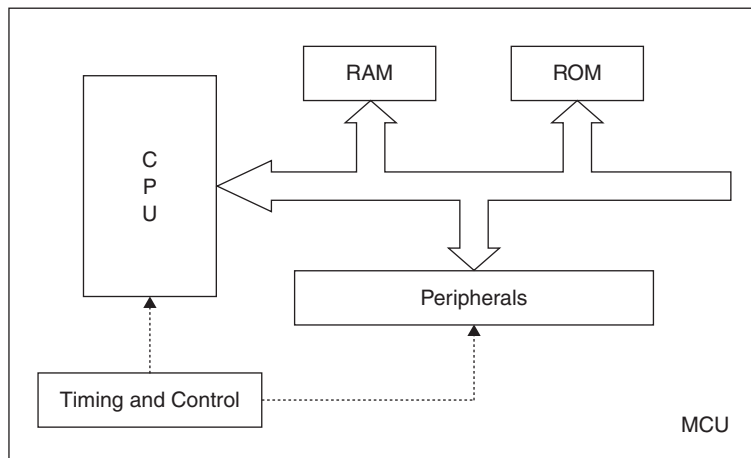 RAM
ROM
C
P
U
Peripherals
Timing and Control
MCU